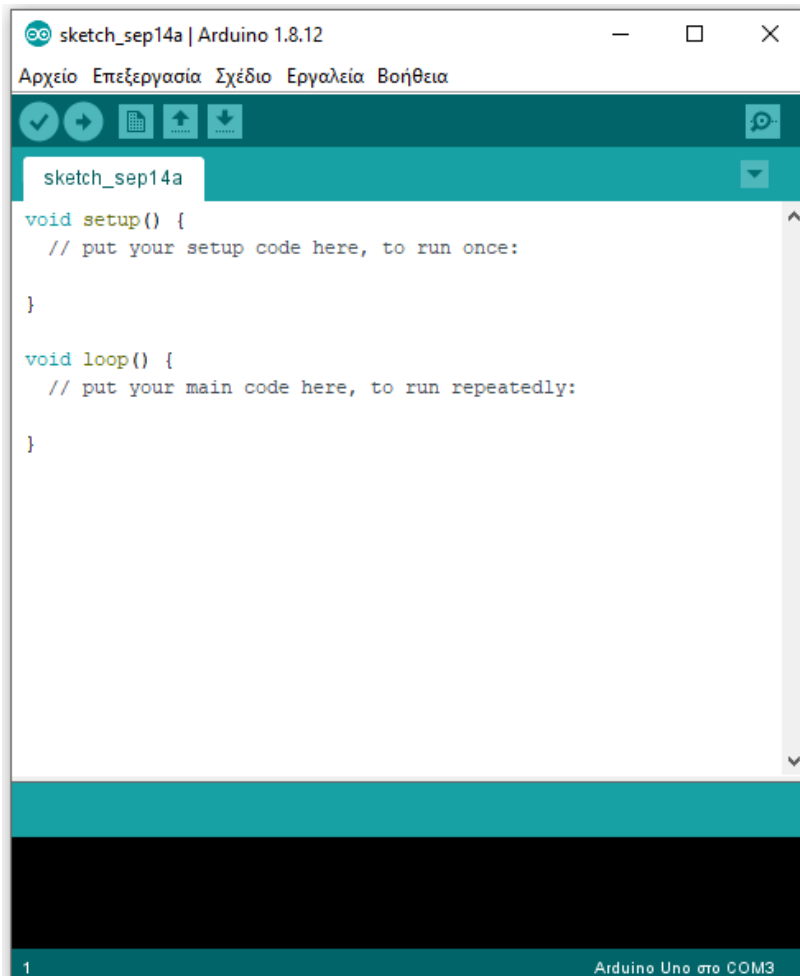 sketch_sep14a | Arduino 1.8.12
Αρχείο Επεξεργασία Σχέδιο Εργαλεία Βοήθεια
sketch_sep14a
void setup() {
  // put your setup code here, to run once:
}
void loop() {
  // put your main code here, to run repeatedly:
}
1 Arduino Uno στο COM3